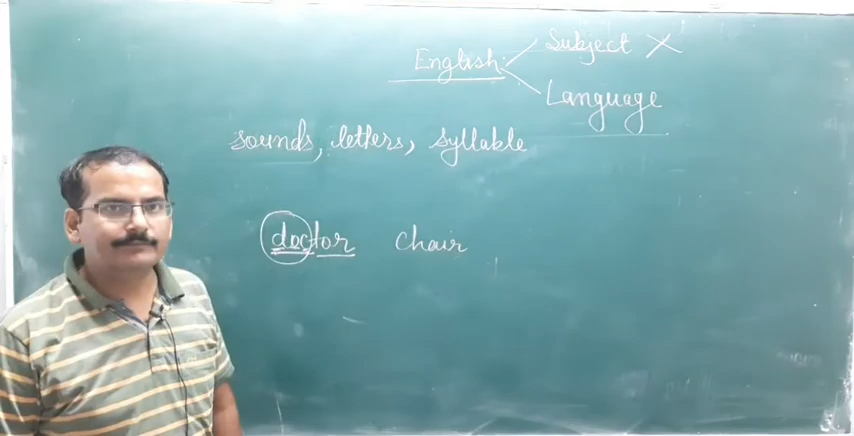 Subject X
English
Language
sounds, letters, syllable
doctor chair